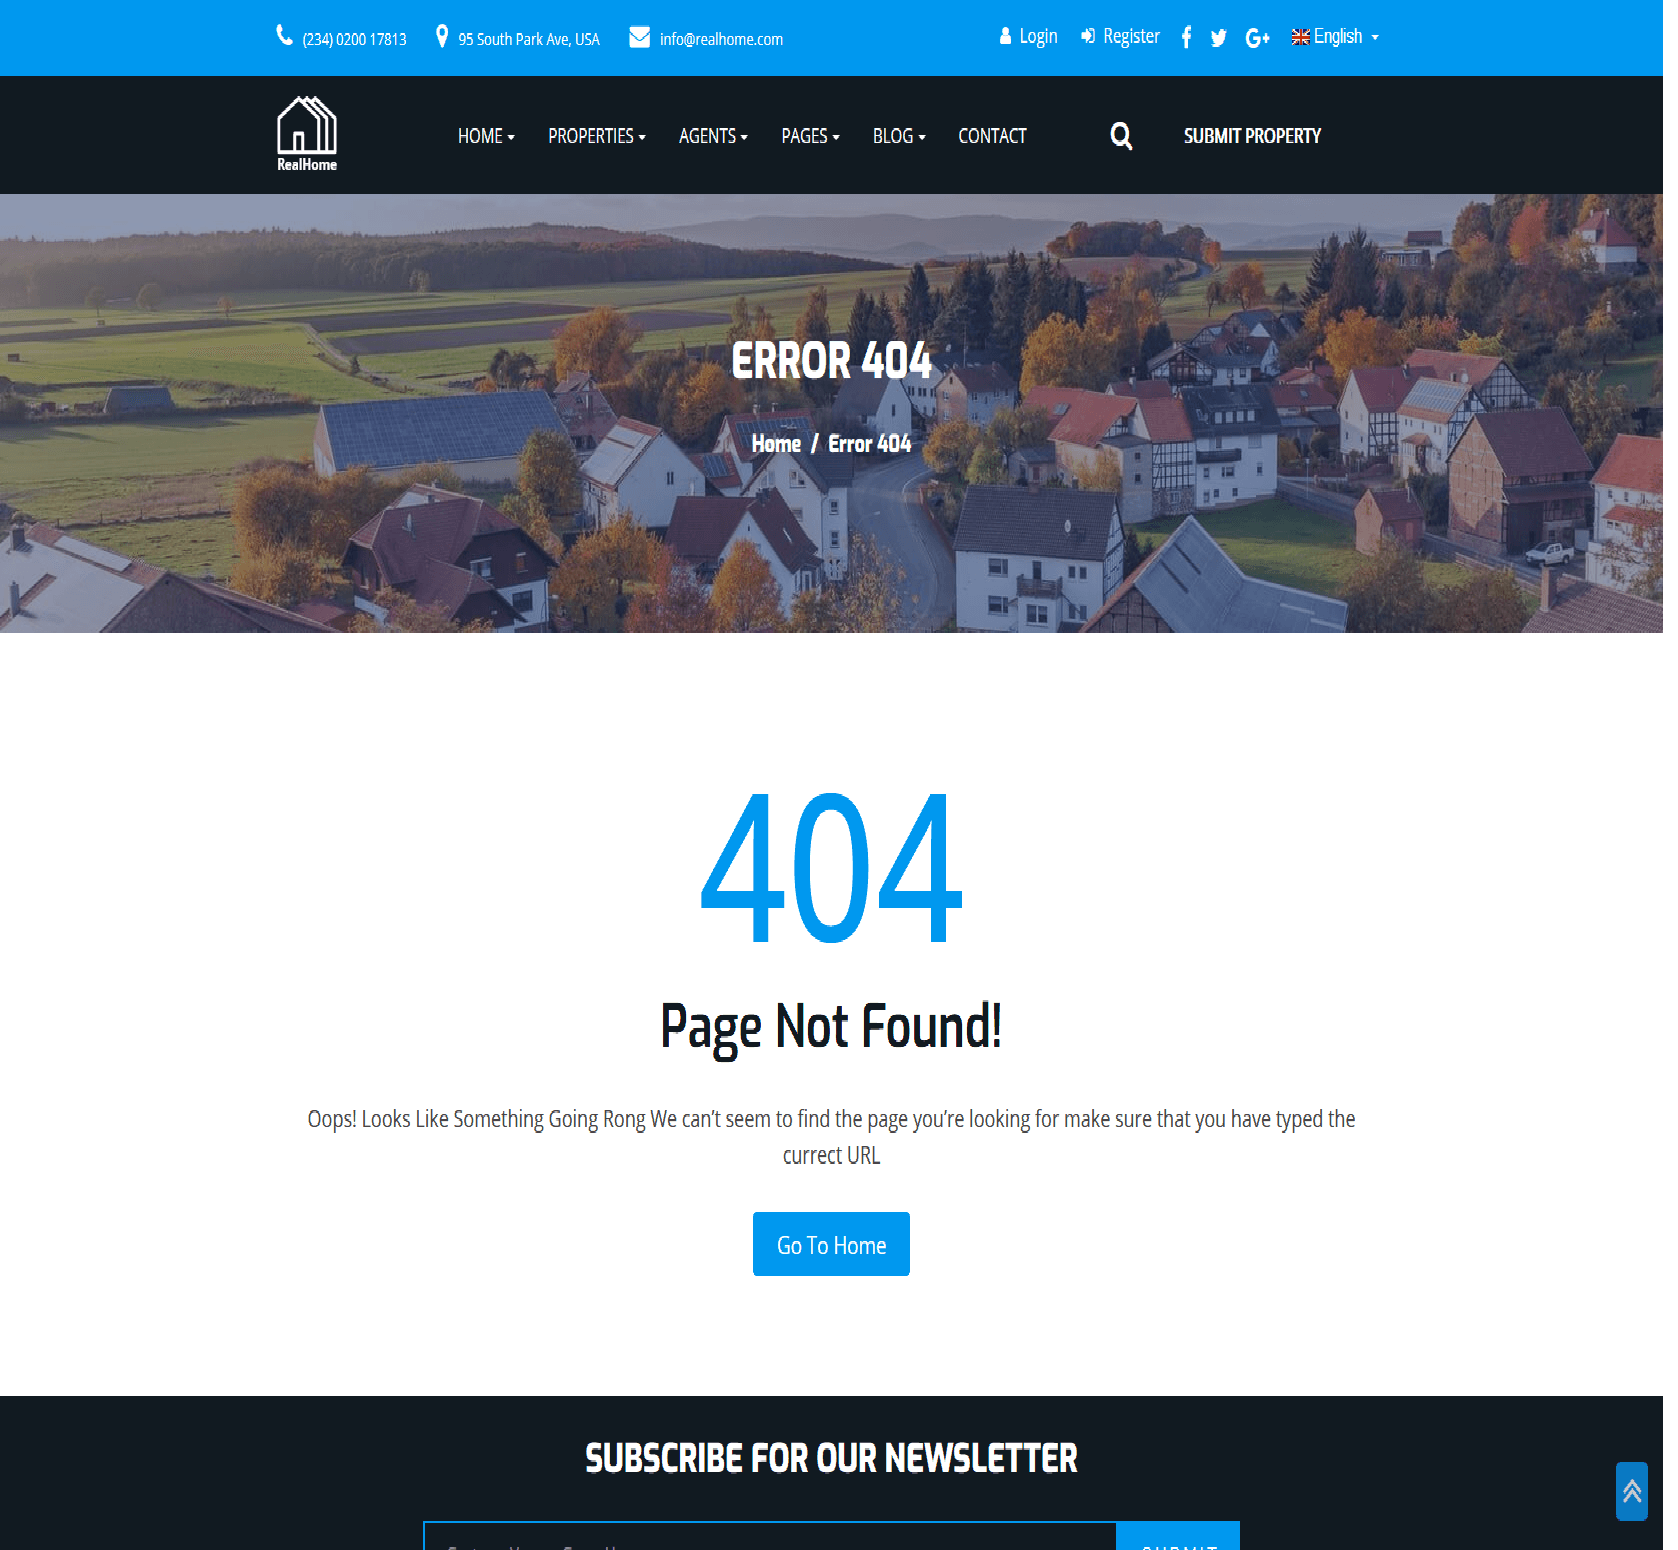 (234) 0200 17813 95 South Park Ave, USA info@realhome.com Login Register English
RealHome
HOME PROPERTIES AGENTS PAGES BLOG CONTACT SUBMIT PROPERTY
ERROR 404
Home / Error 404
404
Page Not Found!
Oops! Looks Like Something Going Rong We can't seem to find the page you're looking for make sure that you have typed the
currect URL
Go To Home
SUBSCRIBE FOR OUR NEWSLETTER
SUBMIT